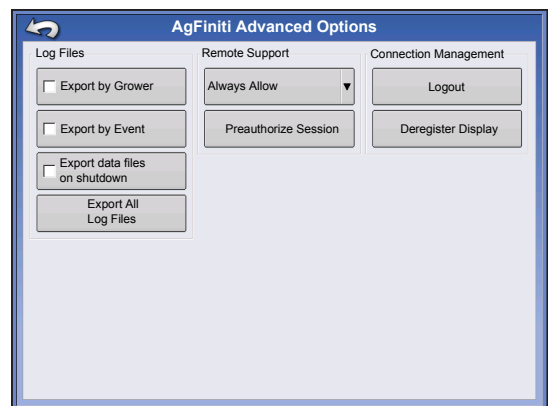 AgFiniti Advanced Options
Log Files
Export by Grower
Export by Event
Export data files
on shutdown
Export All
Log Files
Remote Support
Always Allow
Preauthorize Session
Connection Management
Logout
Deregister Display